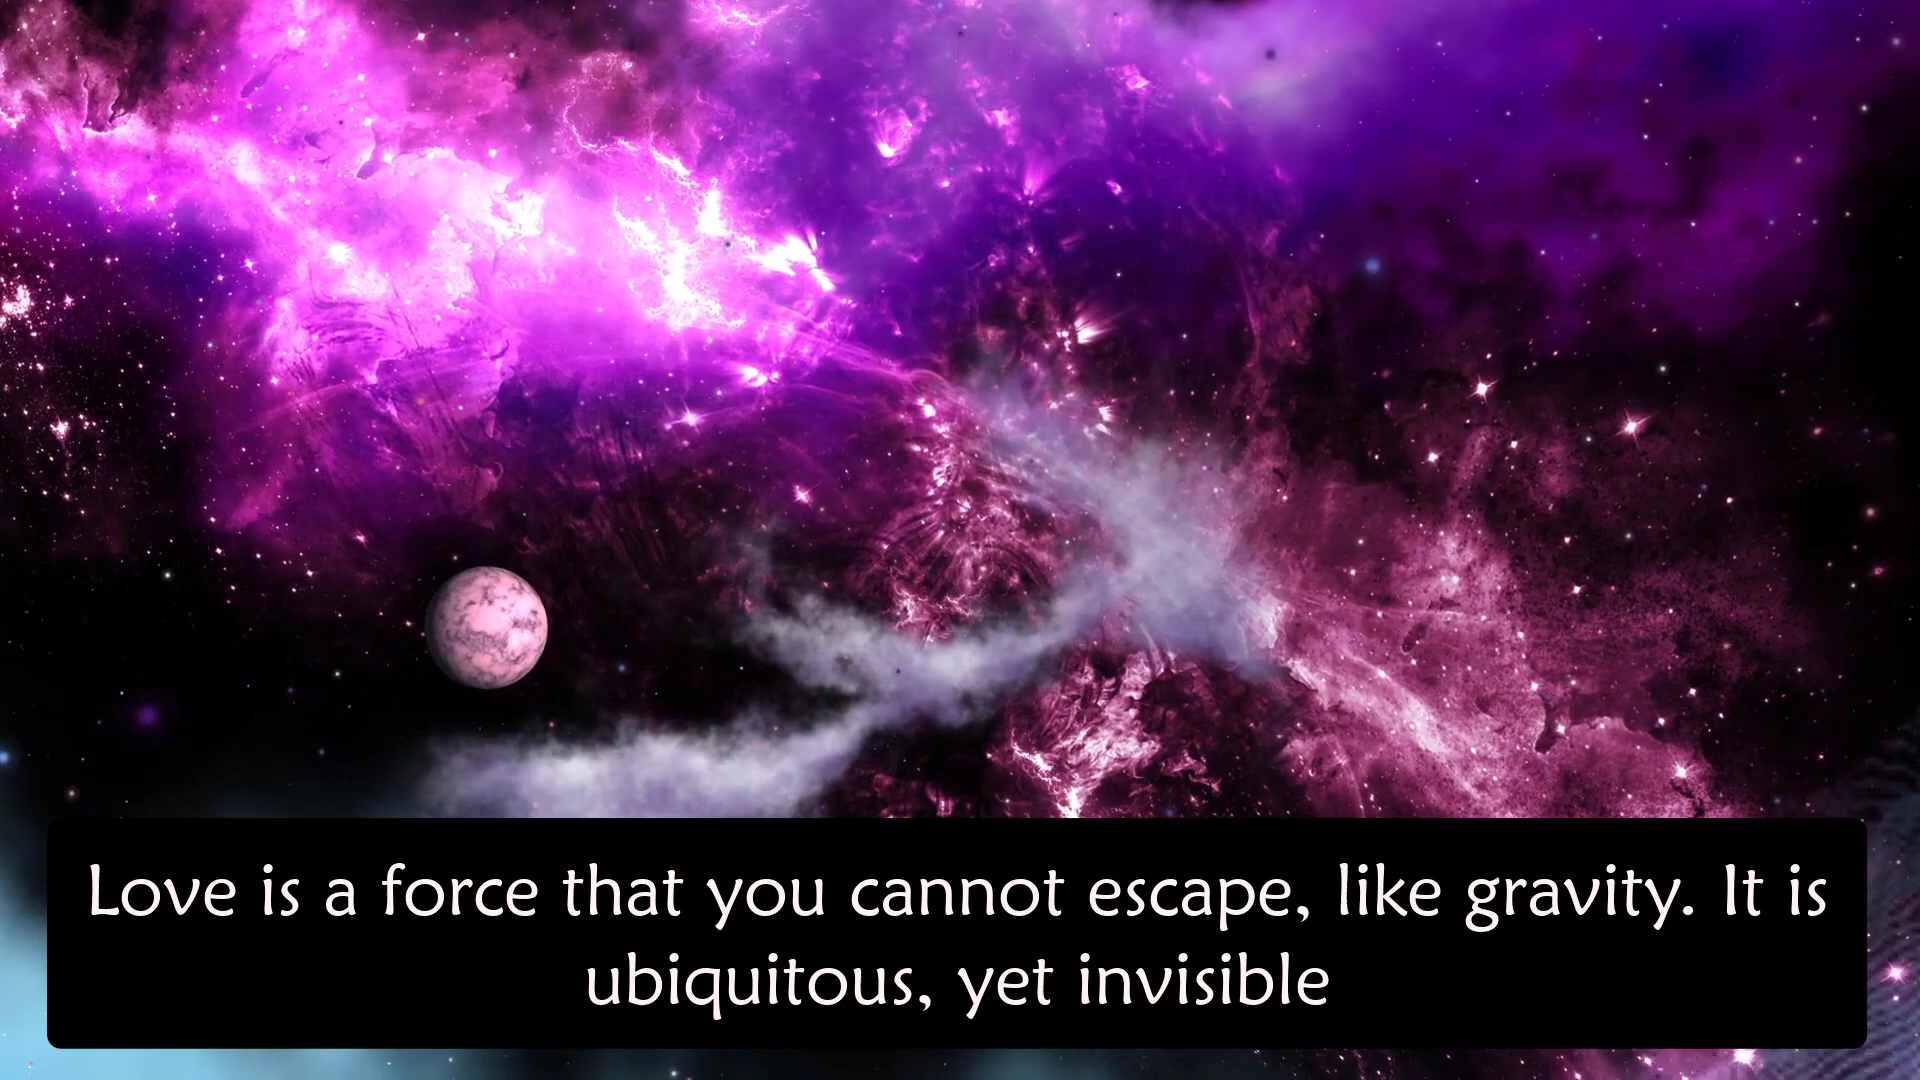 Love is a force that you cannot escape, like gravity. It is
ubiquitous, yet invisible